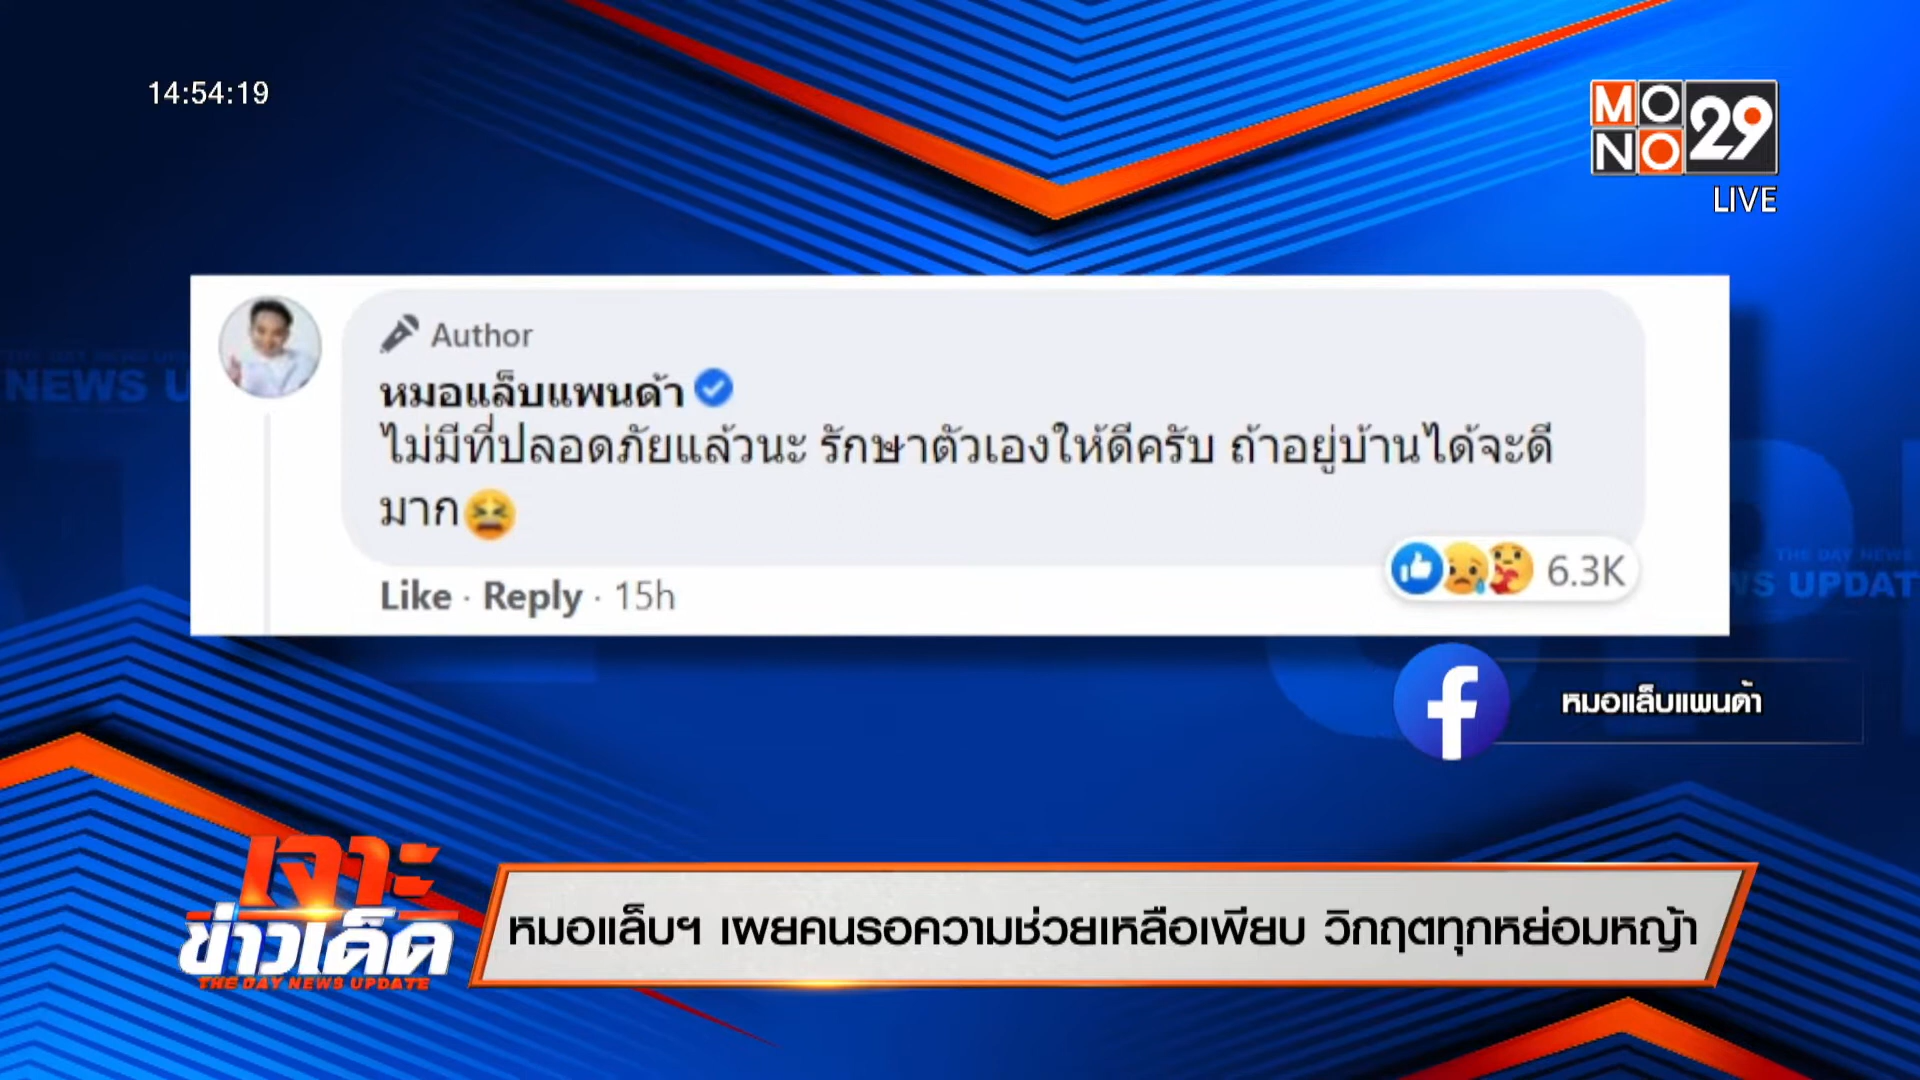 14:54:19
MONO 29
LIVE
Author
หมอแล็บแพนด้า
ไม่มีที่ปลอดภัยแล้วนะ รักษาตัวเองให้ดีครับ ถ้าอยู่บ้านได้จะดี
มาก😫
6.3K
Like · Reply · 15h
หมอแล็บแพนด้า
เจาะ
ข่าวเด็ด
THE DAY NEWS UPDATE
หมอแล็บฯ เผยคนรอความช่วยเหลือเพียบ วิกฤตทุกหย่อมหญ้า